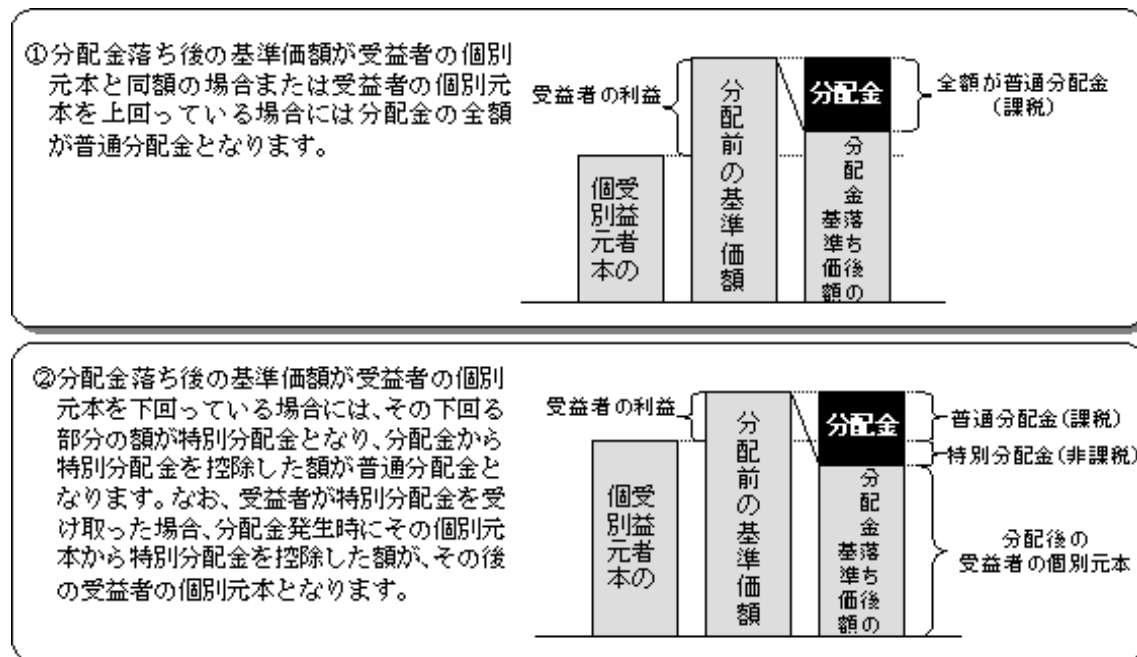 ①分配金落ち後の基準価額が受益者の個別
元本と同額の場合または受益者の個別元
本を上回っている場合には分配金の全額
が普通分配金となります。
受益者の利益
受益者の
個別元本
分配前の基準価額
分配金
分配金落ち後の
基準価額
全額が普通分配金
(課税)
②分配金落ち後の基準価額が受益者の個別
元本を下回っている場合には、その下回る
部分の額が特別分配金となり、分配金から
特別分配金を控除した額が普通分配金と
なります。なお、受益者が特別分配金を受
け取った場合、分配金発生時にその個別元
本から特別分配金を控除した額が、その後
の受益者の個別元本となります。
受益者の利益
受益者の
個別元本
分配前の基準価額
分配金
分配金落ち後の
基準価額
普通分配金(課税)
特別分配金(非課税)
分配後の
受益者の個別元本